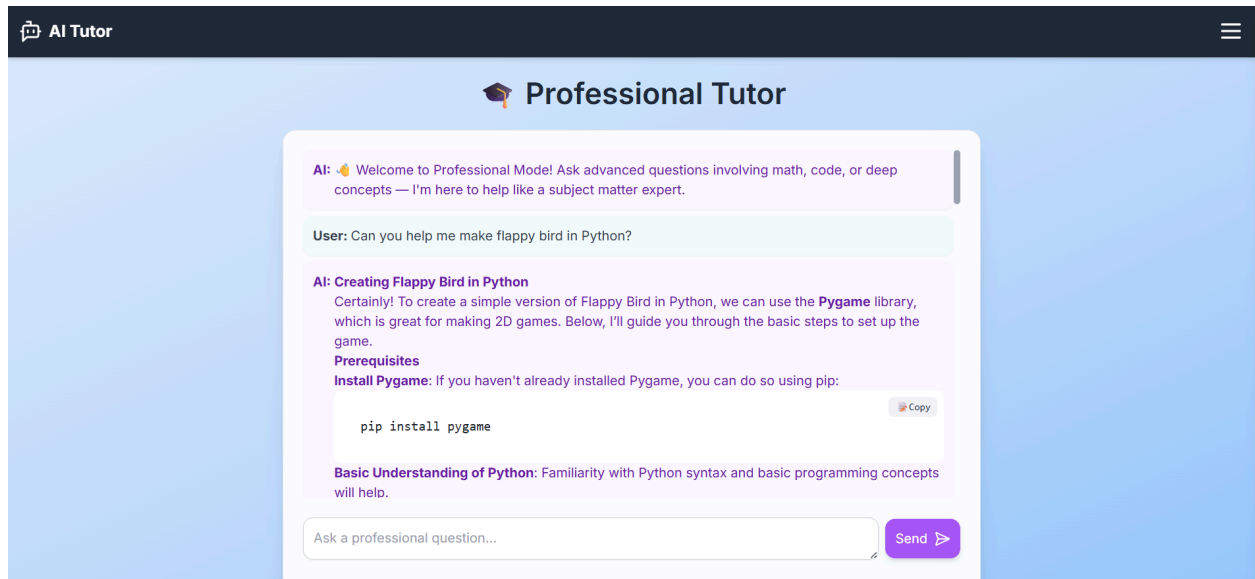 AI Tutor
Professional Tutor
AI: Welcome to Professional Mode! Ask advanced questions involving math, code, or deep
concepts — I'm here to help like a subject matter expert.
User: Can you help me make flappy bird in Python?
AI: Creating Flappy Bird in Python
Certainly! To create a simple version of Flappy Bird in Python, we can use the Pygame library,
which is great for making 2D games. Below, I’ll guide you through the basic steps to set up the
game.
Prerequisites
Install Pygame: If you haven't already installed Pygame, you can do so using pip:
Copy
pip install pygame
Basic Understanding of Python: Familiarity with Python syntax and basic programming concepts
will help.
Ask a professional question...
Send